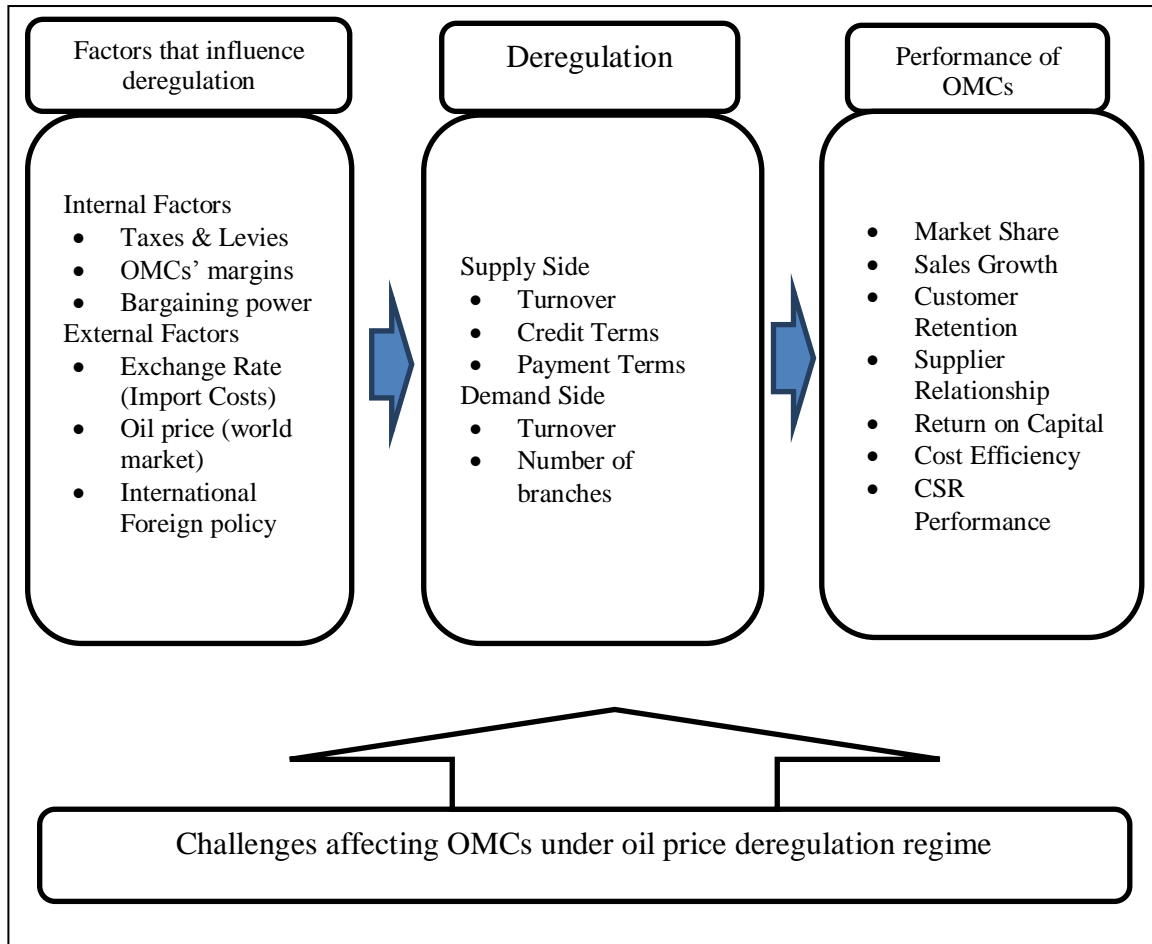 Factors that influence
deregulation
Internal Factors
• Taxes & Levies
• OMCs’ margins
• Bargaining power
External Factors
• Exchange Rate
(Import Costs)
• Oil price (world
market)
• International
Foreign policy
Deregulation
Supply Side
• Turnover
• Credit Terms
• Payment Terms
Demand Side
• Turnover
• Number of
branches
Performance of
OMCs
• Market Share
• Sales Growth
• Customer
Retention
• Supplier
Relationship
• Return on Capital
• Cost Efficiency
• CSR
Performance
Challenges affecting OMCs under oil price deregulation regime